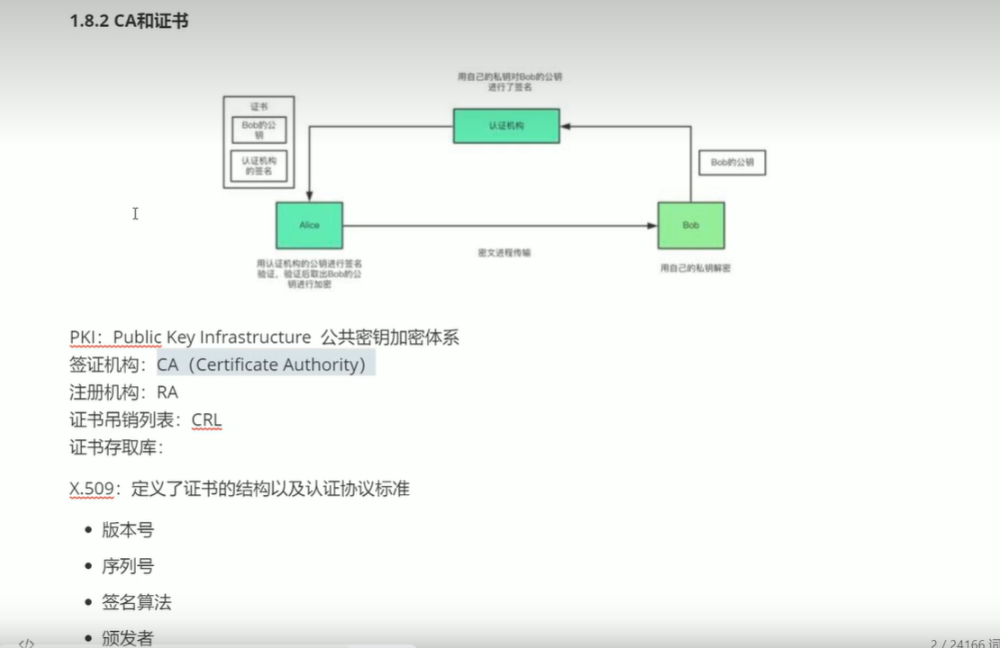 1.8.2 CA和证书
用自己的私钥对Bob的公钥
进行了签名
证书
Bob的公
钥
认证机构
的签名
认证机构
Bob的公钥
Alice
Bob
密文进程传输
用认证机构的公钥进行签名
验证，验证后取出Bob的公
钥进行加密
用自己的私钥解密
PKI：Public Key Infrastructure 公共密钥加密体系
签证机构：CA（Certificate Authority）
注册机构：RA
证书吊销列表：CRL
证书存取库：
X.509：定义了证书的结构以及认证协议标准
• 版本号
• 序列号
• 签名算法
• 颁发者
</>
2 / 24166 词